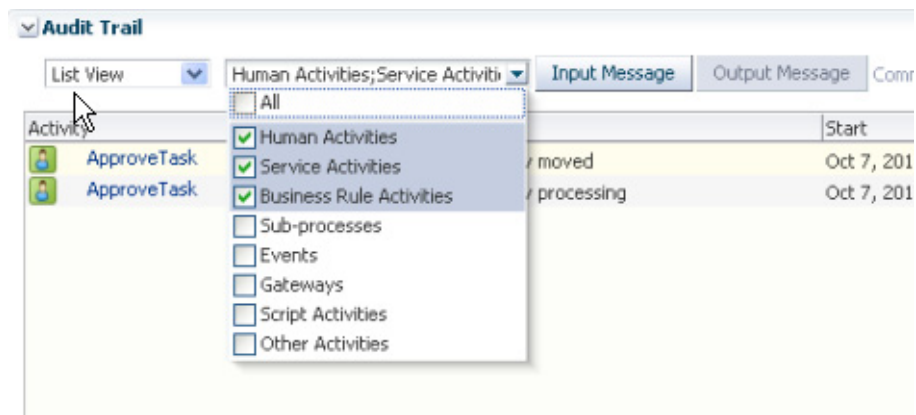 Audit Trail
List View Human Activities;Service Activiti Input Message Output Message
All
Activity Start
Human Activities
ApproveTask Service Activities moved Oct 7, 201
ApproveTask Business Rule Activities processing Oct 7, 201
Sub-processes
Events
Gateways
Script Activities
Other Activities